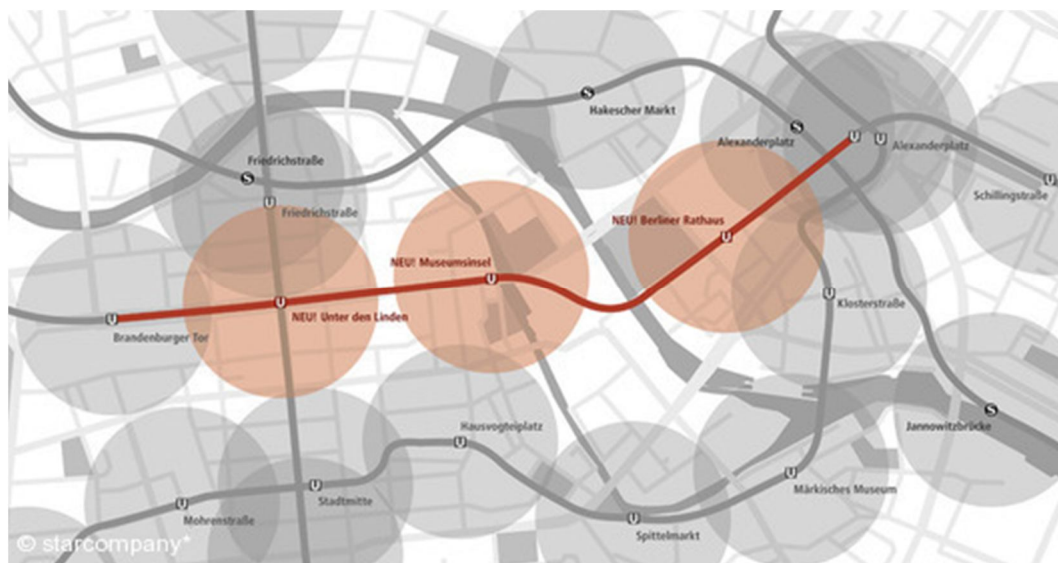 Hakescher Markt
Alexanderplatz
Alexanderplatz
Friedrichstraße
Schillingstraße
Friedrichstraße
NEU! Berliner Rathaus
NEU! Museumsinsel
Klosterstraße
NEU! Unter den Linden
Brandenburger Tor
Hausvogteiplatz
Jannowitzbrücke
Märkisches Museum
Stadtmitte
Mohrenstraße
Spittelmarkt
© starcompany*
S
S
S
S
U
U
U
U
U
U
U
U
U
U
U
U
U
U